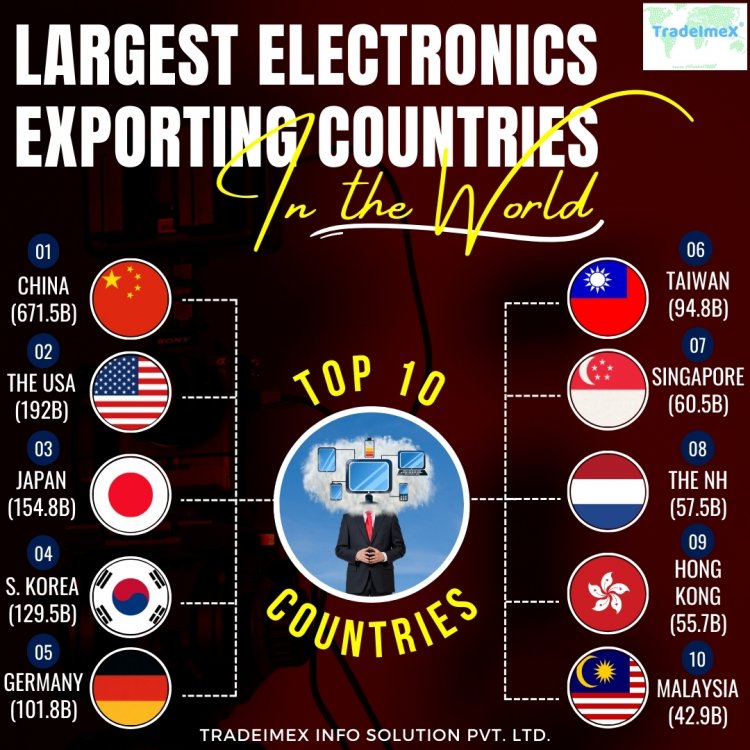 LARGEST ELECTRONICS
EXPORTING COUNTRIES
In the World
TradeImeX®
01
CHINA
(671.5B)
02
THE USA
(192B)
03
JAPAN
(154.8B)
04
S. KOREA
(129.5B)
05
GERMANY
(101.8B)
TOP 10
COUNTRIES
06
TAIWAN
(94.8B)
07
SINGAPORE
(60.5B)
08
THE NH
(57.5B)
09
HONG
KONG
(55.7B)
10
MALAYSIA
(42.9B)
TRADEIMEX INFO SOLUTION PVT. LTD.